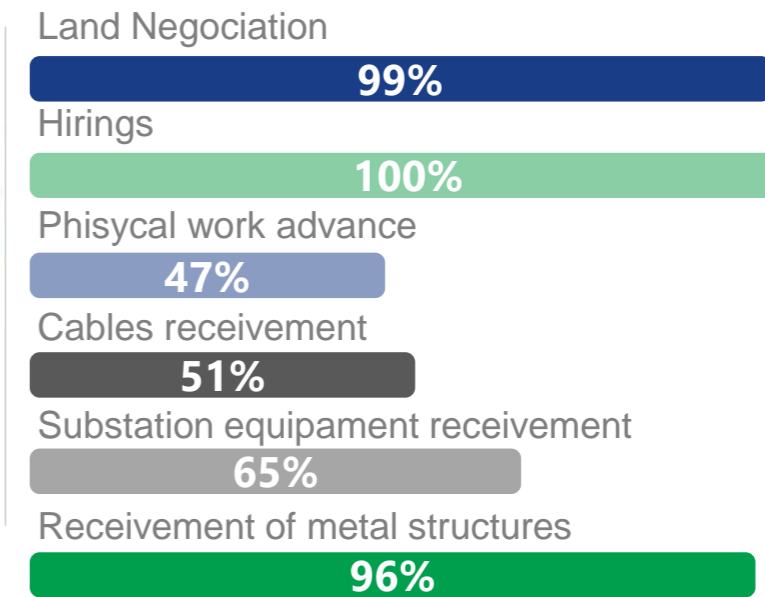 Land Negociation
99%
Hirings
100%
Phisycal work advance
47%
Cables receivement
51%
Substation equipament receivement
65%
Receivement of metal structures
96%